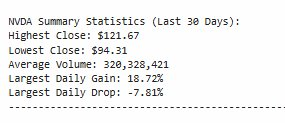 NVDA Summary Statistics (Last 30 Days):
Highest Close: $121.67
Lowest Close: $94.31
Average Volume: 320,328,421
Largest Daily Gain: 18.72%
Largest Daily Drop: -7.81%
--------------------------------------------------